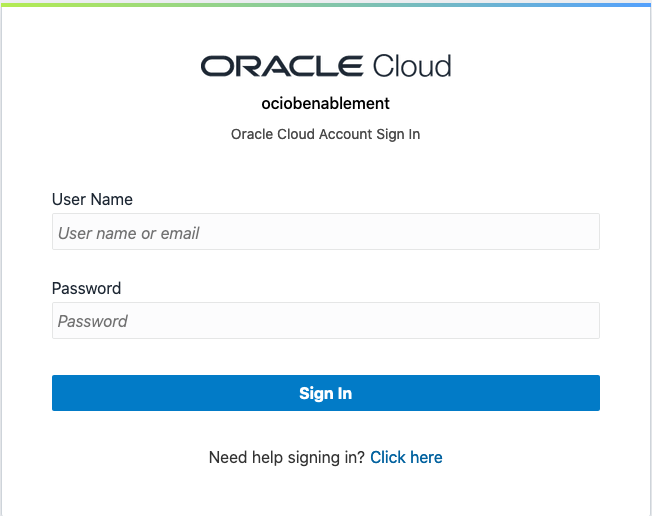 ORACLE Cloud
ociobenablement
Oracle Cloud Account Sign In
User Name
User name or email
Password
Password
Sign In
Need help signing in? Click here